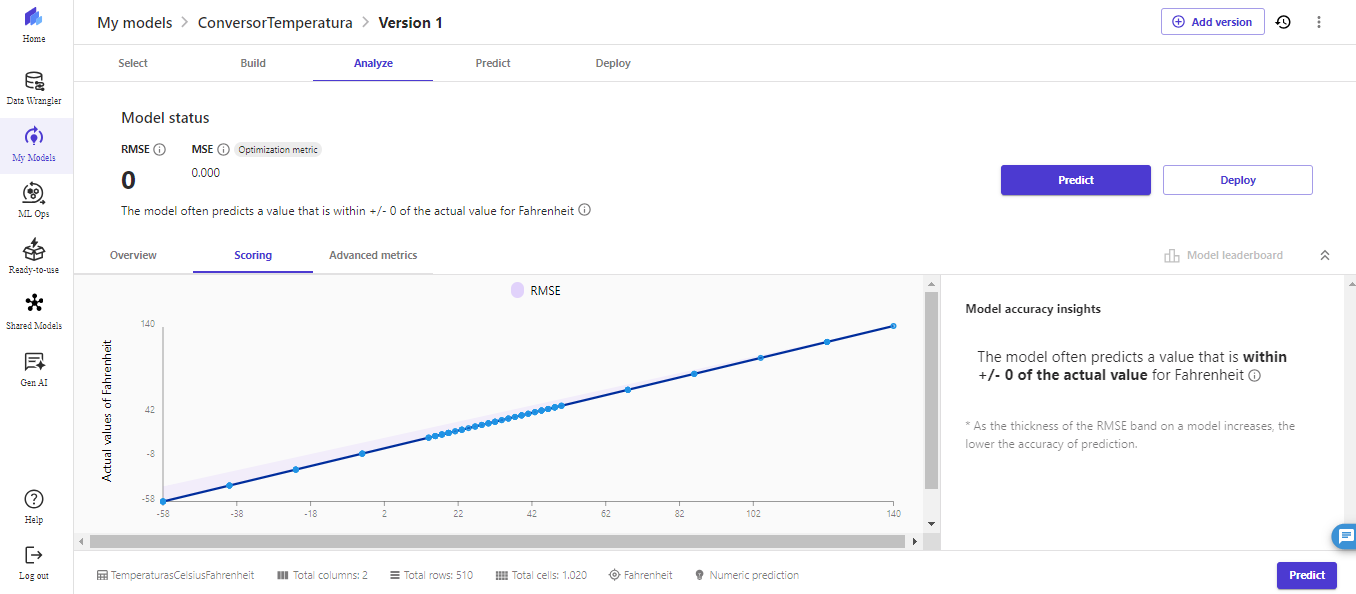 My models > ConversorTemperatura > Version 1
Add version
Home
Data Wrangler
My Models
ML Ops
Ready-to-use
Shared Models
Gen AI
Help
Log out
Select
Build
Analyze
Predict
Deploy
Model status
RMSE
MSE
Optimization metric
0
0.000
The model often predicts a value that is within +/- 0 of the actual value for Fahrenheit
Predict
Deploy
Overview
Scoring
Advanced metrics
Model leaderboard
RMSE
Actual values of Fahrenheit
140
42
-8
-58
-58
-38
-18
2
22
42
62
82
102
140
Model accuracy insights
The model often predicts a value that is within
+/- 0 of the actual value for Fahrenheit
* As the thickness of the RMSE band on a model increases, the
lower the accuracy of prediction.
TemperaturasCelsiusFahrenheit
Total columns: 2
Total rows: 510
Total cells: 1.020
Fahrenheit
Numeric prediction
Predict